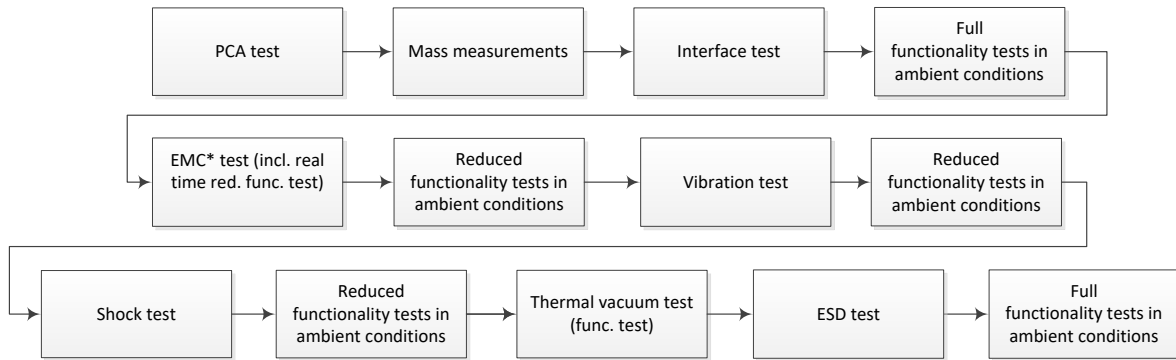 PCA test
Mass measurements
Interface test
Full
functionality tests in
ambient conditions
EMC* test (incl. real
time red. func. test)
Reduced
functionality tests in
ambient conditions
Vibration test
Reduced
functionality tests in
ambient conditions
Shock test
Reduced
functionality tests in
ambient conditions
Thermal vacuum test
(func. test)
ESD test
Full
functionality tests in
ambient conditions